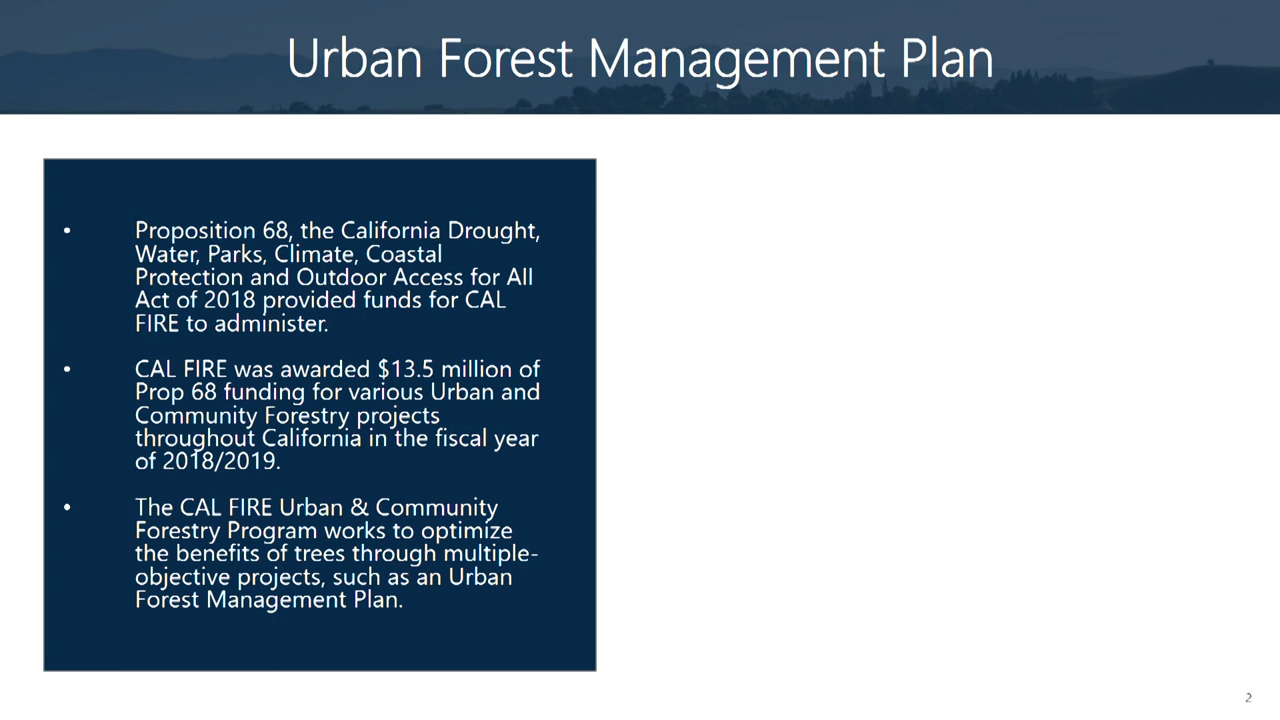 Urban Forest Management Plan
• Proposition 68, the California Drought,
Water, Parks, Climate, Coastal
Protection and Outdoor Access for All
Act of 2018 provided funds for CAL
FIRE to administer.
• CAL FIRE was awarded $13.5 million of
Prop 68 funding for various Urban and
Community Forestry projects
throughout California in the fiscal year
of 2018/2019.
• The CAL FIRE Urban & Community
Forestry Program works to optimize
the benefits of trees through multiple-
objective projects, such as an Urban
Forest Management Plan.
2